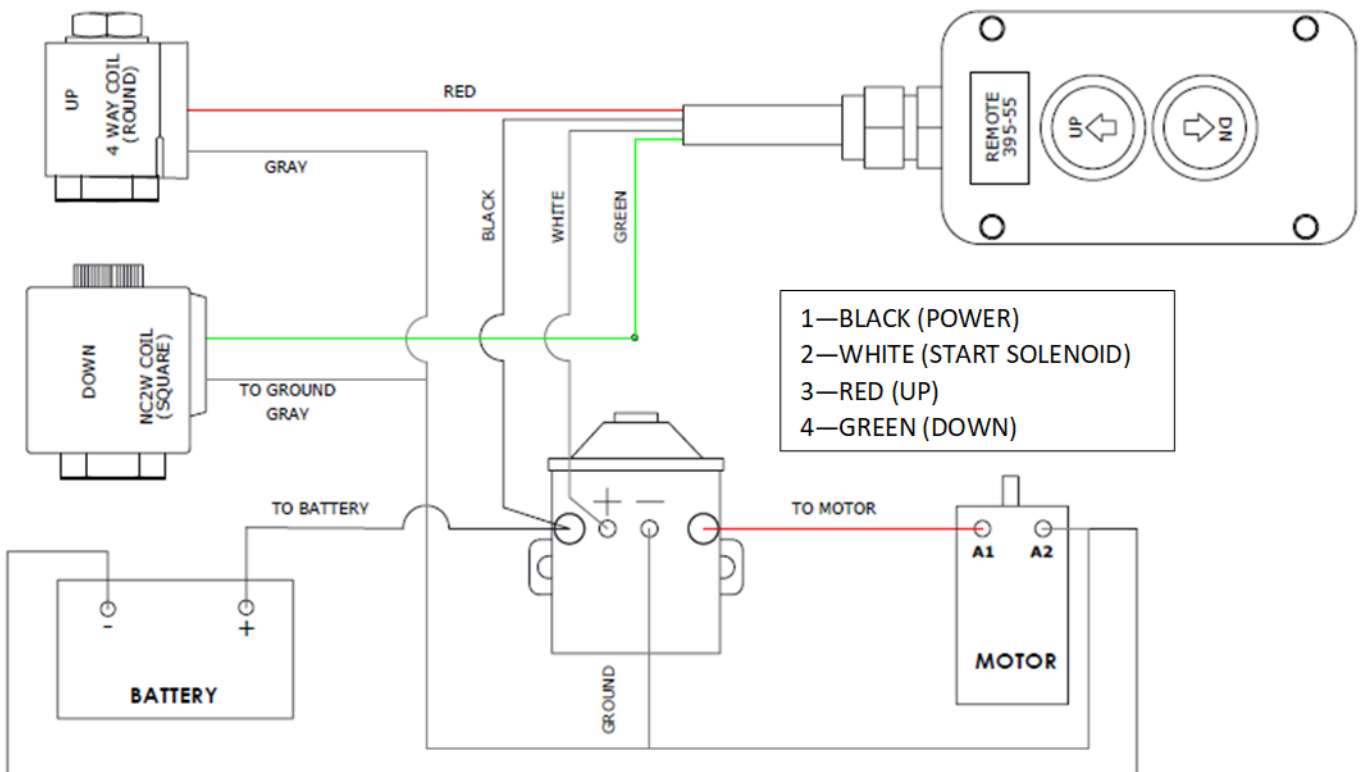 UP
4 WAY COIL
(ROUND)
RED
GRAY
REMOTE
395-55
UP
DN
BLACK
WHITE
GREEN
DOWN
NC2W COIL
(SQUARE)
TO GROUND
GRAY
1—BLACK (POWER)
2—WHITE (START SOLENOID)
3—RED (UP)
4—GREEN (DOWN)
TO BATTERY
+ —
TO MOTOR
A1 A2
- +
BATTERY
GROUND
MOTOR